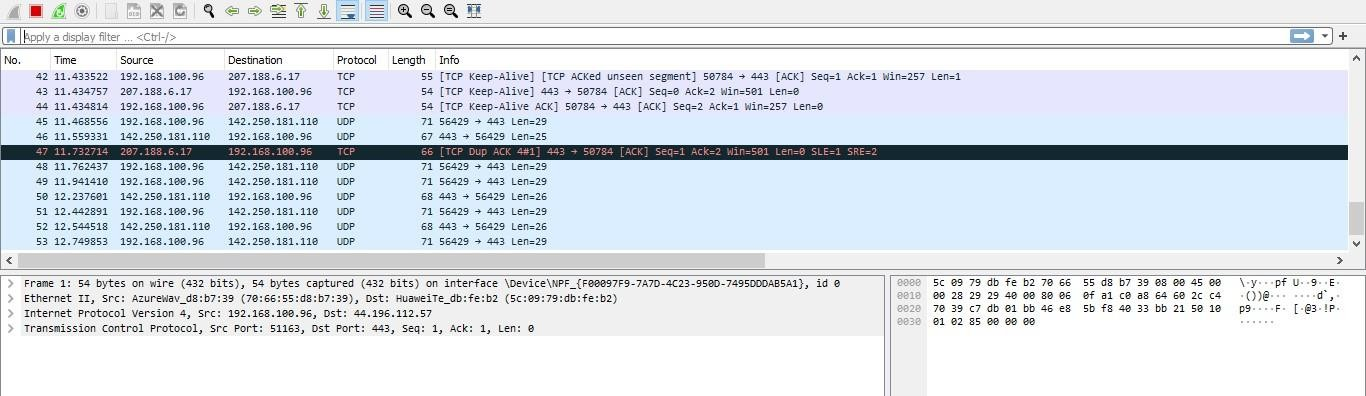 Apply a display filter ... <Ctrl-/>
No. Time Source Destination Protocol Length Info
42 11.433522 192.168.100.96 207.188.6.17 TCP 55 [TCP Keep-Alive] [TCP ACKed unseen segment] 50784 → 443 [ACK] Seq=1 Ack=1 Win=257 Len=1
43 11.434757 207.188.6.17 192.168.100.96 TCP 54 [TCP Keep-Alive] 443 → 50784 [ACK] Seq=0 Ack=2 Win=501 Len=0
44 11.434814 192.168.100.96 207.188.6.17 TCP 54 [TCP Keep-Alive ACK] 50784 → 443 [ACK] Seq=2 Ack=1 Win=257 Len=0
45 11.468556 192.168.100.96 142.250.181.110 UDP 71 56429 → 443 Len=29
46 11.559331 142.250.181.110 192.168.100.96 UDP 67 443 → 56429 Len=25
47 11.732714 207.188.6.17 192.168.100.96 TCP 66 [TCP Dup ACK 4#1] 443 → 50784 [ACK] Seq=1 Ack=2 Win=501 Len=0 SLE=1 SRE=2
48 11.762437 192.168.100.96 142.250.181.110 UDP 71 56429 → 443 Len=29
49 11.941410 192.168.100.96 142.250.181.110 UDP 71 56429 → 443 Len=29
50 12.237601 142.250.181.110 192.168.100.96 UDP 68 443 → 56429 Len=26
51 12.442891 192.168.100.96 142.250.181.110 UDP 71 56429 → 443 Len=29
52 12.544518 142.250.181.110 192.168.100.96 UDP 68 443 → 56429 Len=26
53 12.749853 192.168.100.96 142.250.181.110 UDP 71 56429 → 443 Len=29
Frame 1: 54 bytes on wire (432 bits), 54 bytes captured (432 bits) on interface \Device\NPF_{F00097F9-7A7D-4C23-950D-7495DDDAB5A1}, id 0
Ethernet II, Src: AzureWav_d8:b7:39 (70:66:55:d8:b7:39), Dst: HuaweiTe_db:fe:b2 (5c:09:79:db:fe:b2)
Internet Protocol Version 4, Src: 192.168.100.96, Dst: 44.196.112.57
Transmission Control Protocol, Src Port: 51163, Dst Port: 443, Seq: 1, Ack: 1, Len: 0
0000 5c 09 79 db fe b2 70 66 55 d8 b7 39 08 00 45 00 \·y···pf U··9··E·
0010 00 28 29 29 40 00 80 06 0f a1 c0 a8 64 60 2c c4 ·())@··· ····d`,·
0020 70 39 c7 db 01 bb 46 e8 5b f8 40 33 bb 21 50 10 p9····F· [·@3·!P·
0030 01 02 85 00 00 00 ······